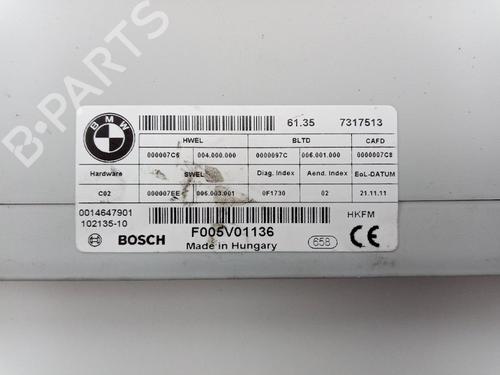 B-PARTS
BMW
61.35 7317513
HWEL BLTD CAFD
000007C6 004.000.000 0000097C 006.001.000 0000007C8
Hardware SWEL Diag. Index Aend. Index EoL-DATUM
C02 000007EE 006.003.001 0F1730 02 21.11.11
0014647901
102135-10
HKFM
BOSCH F005V01136
Made in Hungary 658 CE